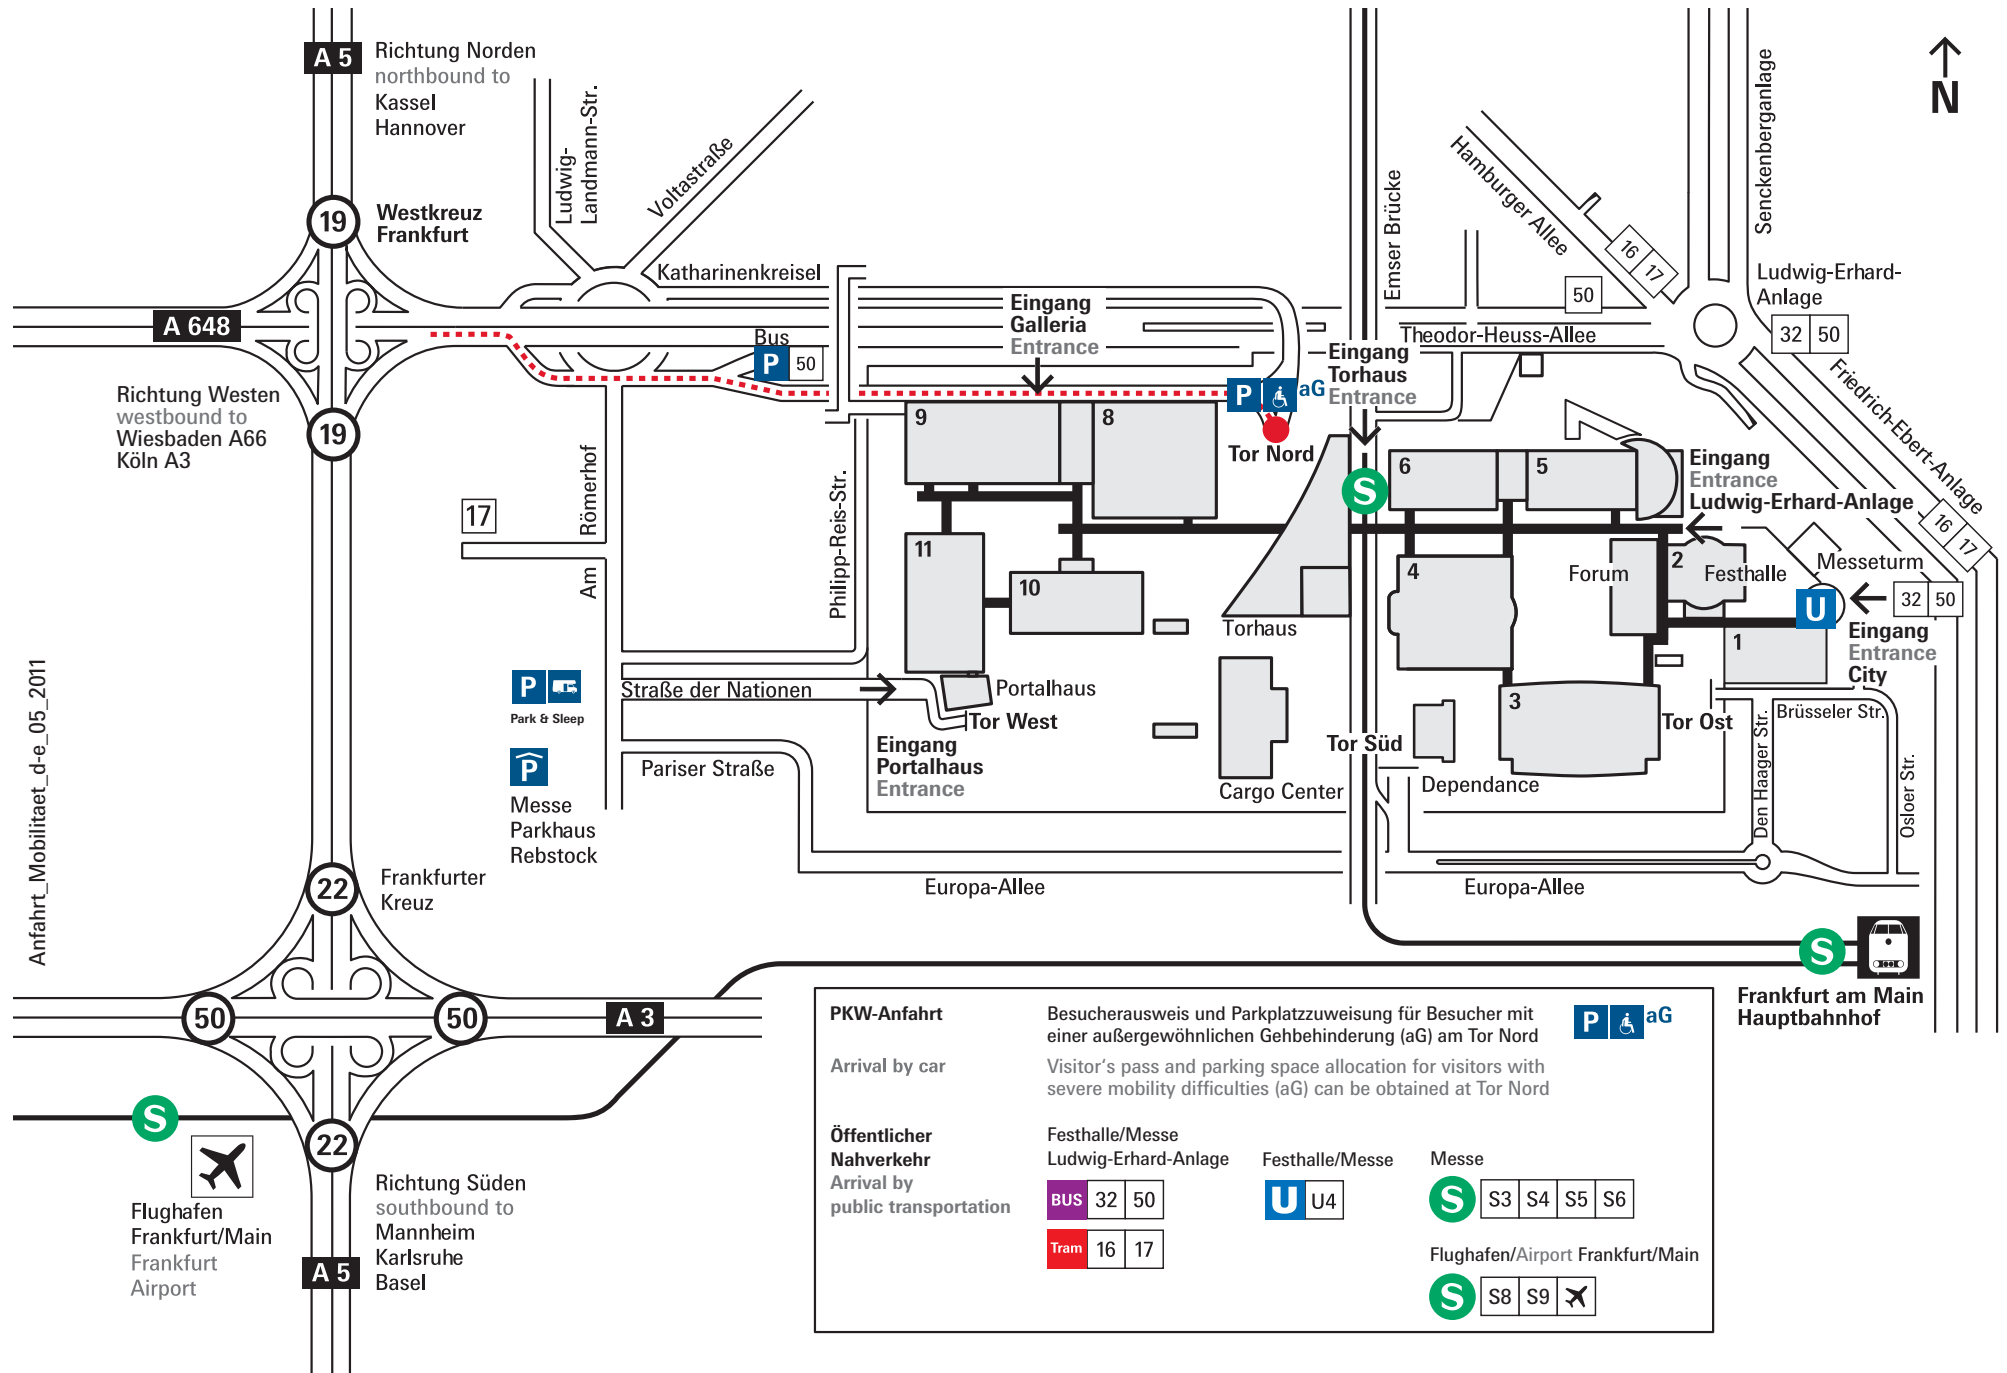 A 5
Richtung Norden
northbound to
Kassel
Hannover
Ludwig-
Landmann-Str.
Voltastraße
Emser Brücke
Hamburger Allee
16
17
Senckenberganlage
N
19
Westkreuz
Frankfurt
Katharinenkreisel
50
Ludwig-Erhard-
Anlage
32
50
A 648
Bus
P
50
Eingang
Galleria
Entrance
Theodor-Heuss-Allee
Eingang
Torhaus
Entrance
Friedrich-Ebert-Anlage
16
17
Richtung Westen
westbound to
Wiesbaden A66
Köln A3
19
P
aG
Tor Nord
9
8
6
5
S
Eingang
Entrance
Ludwig-Erhard-Anlage
17
Am
Römerhof
Philipp-Reis-Str.
11
10
4
Forum
2
Festhalle
Messeturm
U
32
50
Eingang
Entrance
City
1
Torhaus
P
Park & Sleep
Straße der Nationen
Portalhaus
Tor West
Eingang
Portalhaus
Entrance
Pariser Straße
P
Messe
Parkhaus
Rebstock
Cargo Center
Tor Süd
Dependance
3
Tor Ost
Brüsseler Str.
Den Haager Str.
Osloer Str.
Europa-Allee
Europa-Allee
Anfahrt_Mobilitaet_d-e_05_2011
22
Frankfurter
Kreuz
50
50
A 3
S
Frankfurt am Main
Hauptbahnhof
S
22
Flughafen
Frankfurt/Main
Frankfurt
Airport
Richtung Süden
southbound to
Mannheim
Karlsruhe
Basel
A 5
PKW-Anfahrt
Besucherausweis und Parkplatzzuweisung für Besucher mit
einer außergewöhnlichen Gehbehinderung (aG) am Tor Nord
P
aG
Arrival by car
Visitor‘s pass and parking space allocation for visitors with
severe mobility difficulties (aG) can be obtained at Tor Nord
Öffentlicher
Nahverkehr
Arrival by
public transportation
Festhalle/Messe
Ludwig-Erhard-Anlage
BUS 32 50
Tram 16 17
Festhalle/Messe
U U4
Messe
S S3 S4 S5 S6
Flughafen/Airport Frankfurt/Main
S S8 S9